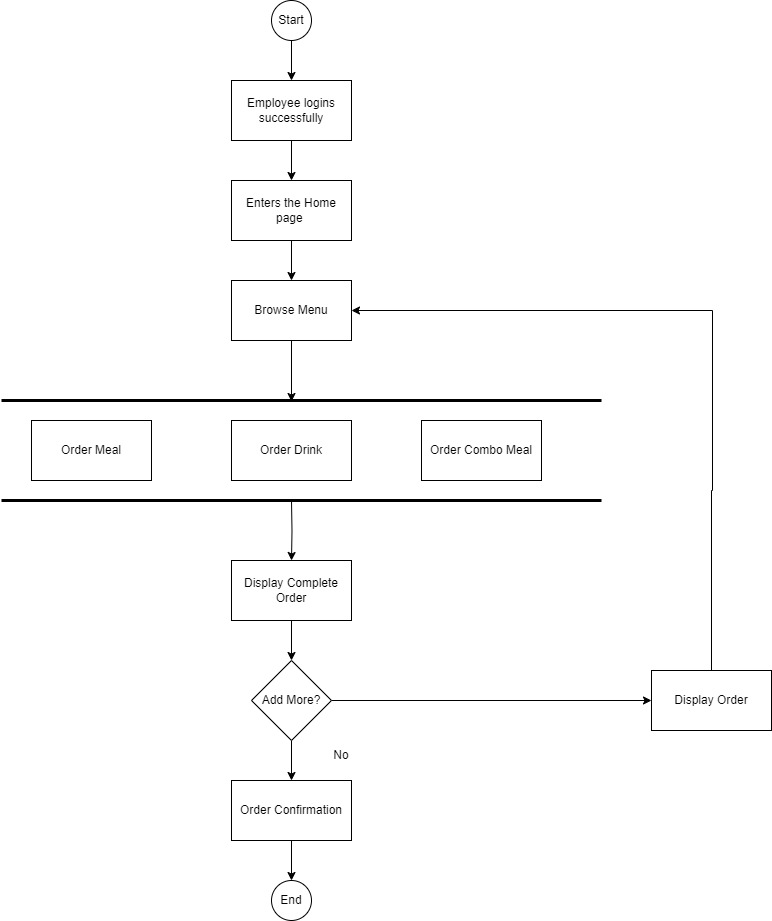 Start
Employee logins
successfully
Enters the Home
page
Browse Menu
Order Meal
Order Drink
Order Combo Meal
Display Complete
Order
Add More?
Display Order
No
Order Confirmation
End